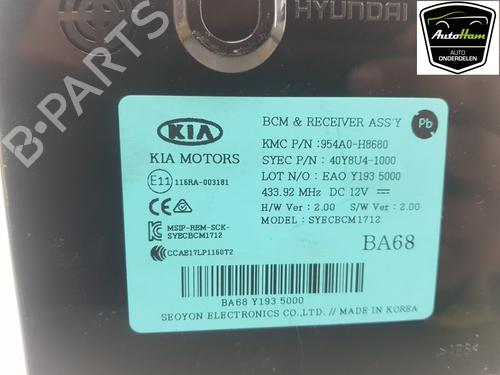 HYUNDAI
AutoHam
AUTO
ONDERDELEN
B-PARTS
KIA
KIA MOTORS
BCM & RECEIVER ASS'Y
Pb
KMC P/N :954A0-H8680
SYEC P/N : 40Y8U4-1000
LOT N/O : EAO Y193 5000
433.92 MHz DC 12V
H/W Ver : 2.00 S/W Ver : 2.00
MODEL: SYECBCM1712
E11 116RA-003181
MSIP-REM-SCK-
SYECBCM1712
CCAE17LP1160T2
BA68
BA68 Y193 5000
SEOYON ELECTRONICS CO., LTD. / MADE IN KOREA
>ABS<